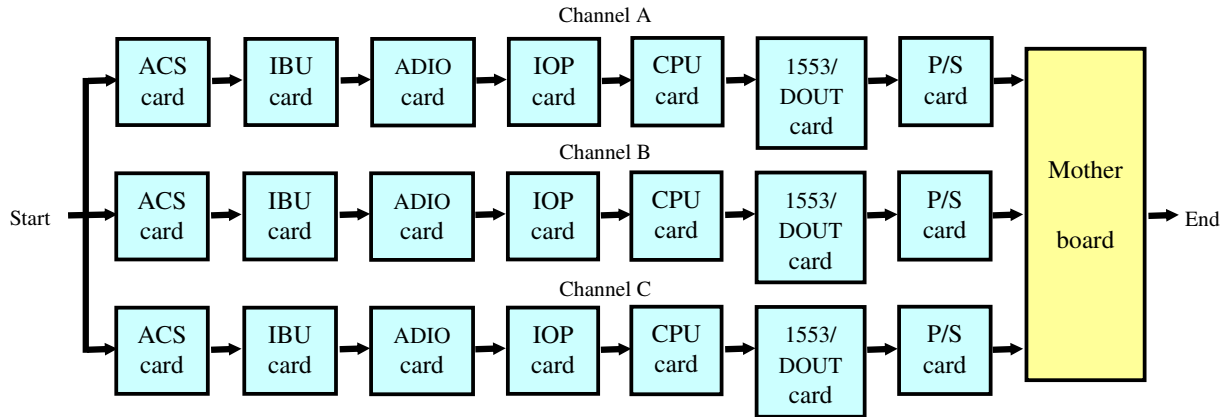 Channel A
ACS
card
IBU
card
ADIO
card
IOP
card
CPU
card
1553/
DOUT
card
P/S
card
Channel B
ACS
card
IBU
card
ADIO
card
IOP
card
CPU
card
1553/
DOUT
card
P/S
card
Channel C
ACS
card
IBU
card
ADIO
card
IOP
card
CPU
card
1553/
DOUT
card
P/S
card
Start
Mother
board
End